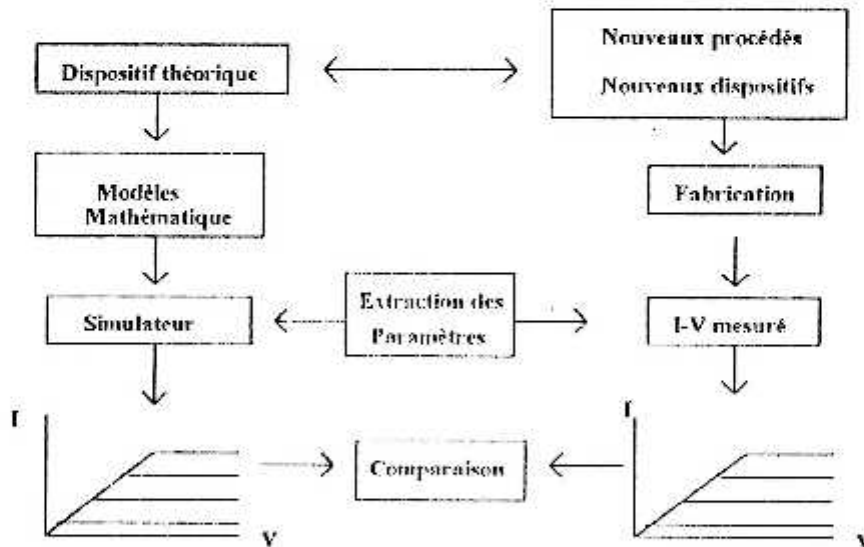 Nouveaux procédés
Dispositif théorique
Nouveaux dispositifs
Modèles
Mathématique
Fabrication
Extraction des
Paramètres
Simulateur
I-V mesuré
I
I
Comparaison
V
V